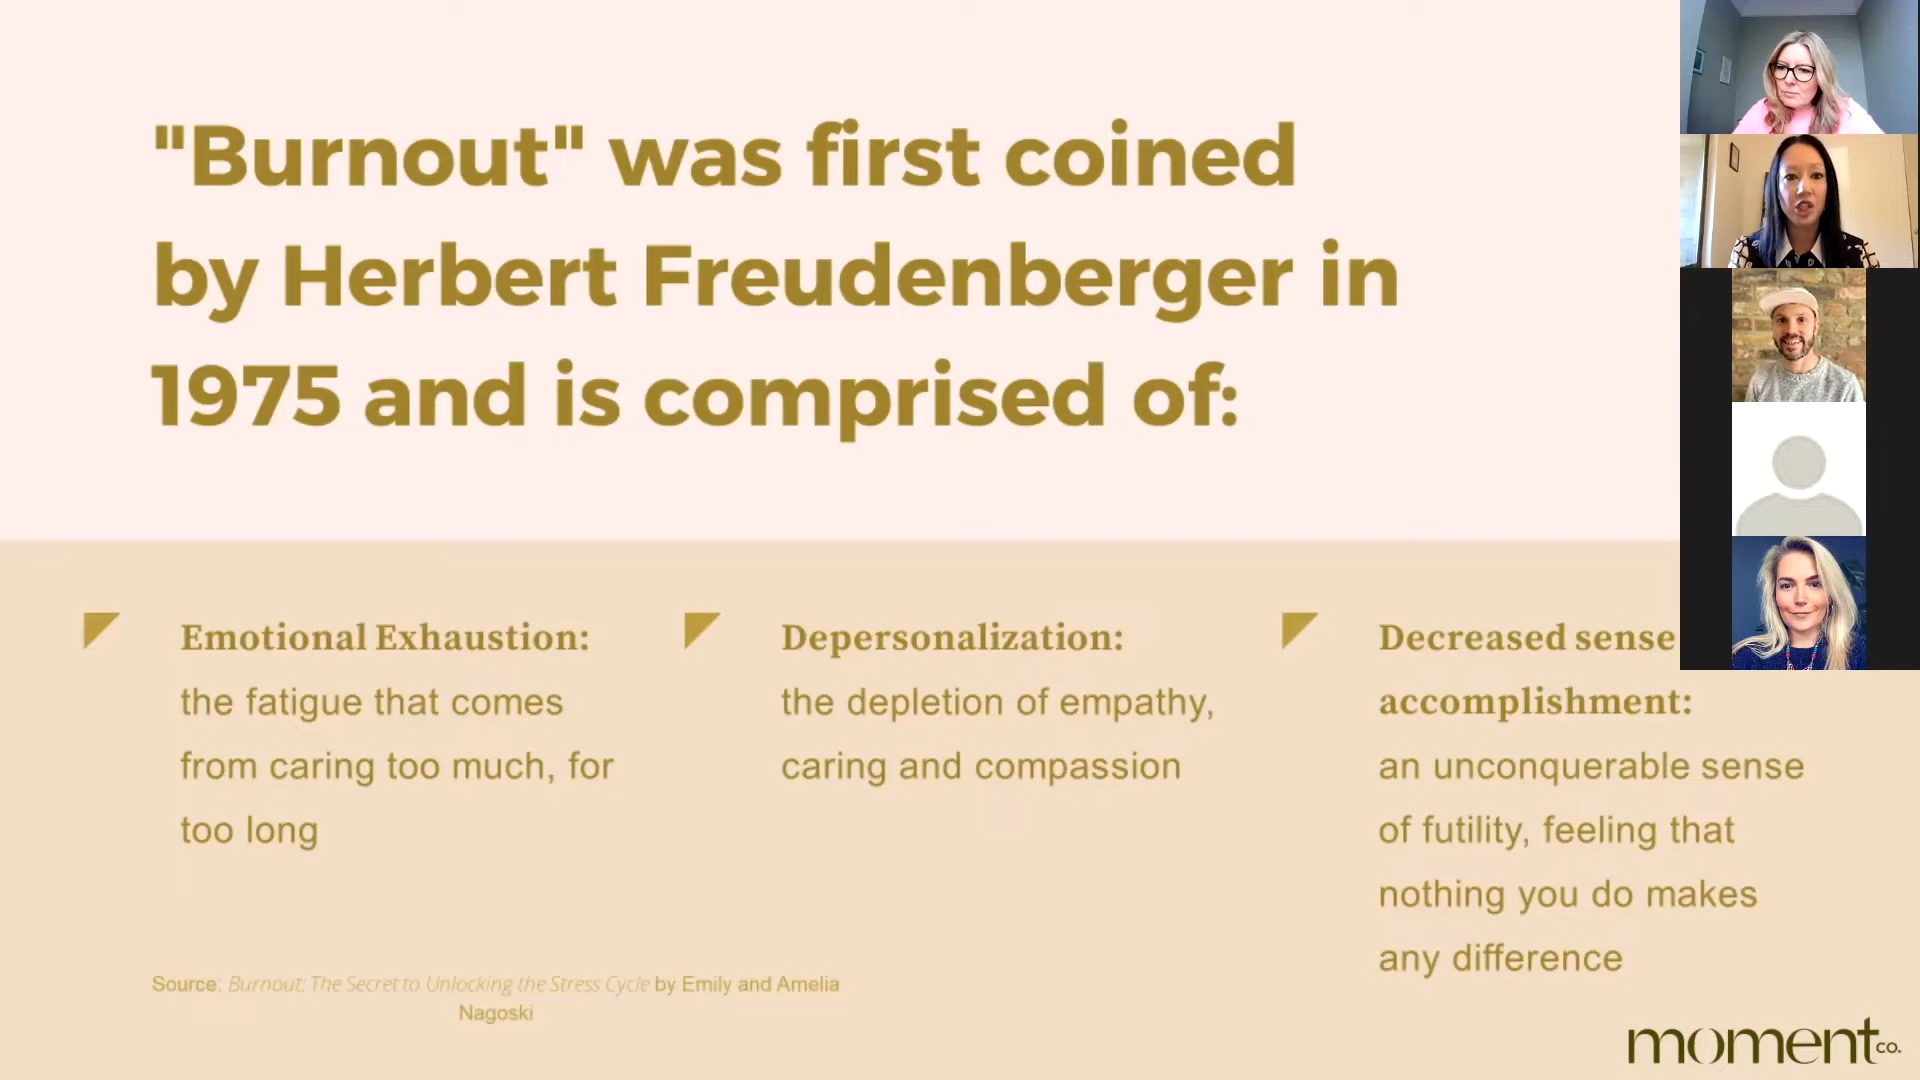 "Burnout" was first coined
by Herbert Freudenberger in
1975 and is comprised of:
Emotional Exhaustion:
the fatigue that comes
from caring too much, for
too long
Depersonalization:
the depletion of empathy,
caring and compassion
Decreased sense
accomplishment:
an unconquerable sense
of futility, feeling that
nothing you do makes
any difference
Source: Burnout: The Secret to Unlocking the Stress Cycle by Emily and Amelia
Nagoski
moment co.